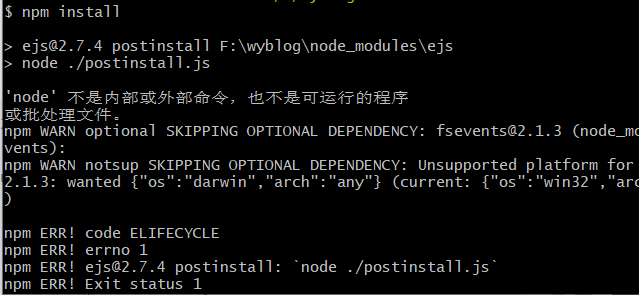 $ npm install
> ejs@2.7.4 postinstall F:\wyblog\node_modules\ejs
> node ./postinstall.js
'node' 不是内部或外部命令，也不是可运行的程序
或批处理文件。
npm WARN optional SKIPPING OPTIONAL DEPENDENCY: fsevents@2.1.3 (node_mo
vents):
npm WARN notsup SKIPPING OPTIONAL DEPENDENCY: Unsupported platform for
2.1.3: wanted {"os":"darwin","arch":"any"} (current: {"os":"win32","arc
)
npm ERR! code ELIFECYCLE
npm ERR! errno 1
npm ERR! ejs@2.7.4 postinstall: `node ./postinstall.js`
npm ERR! Exit status 1